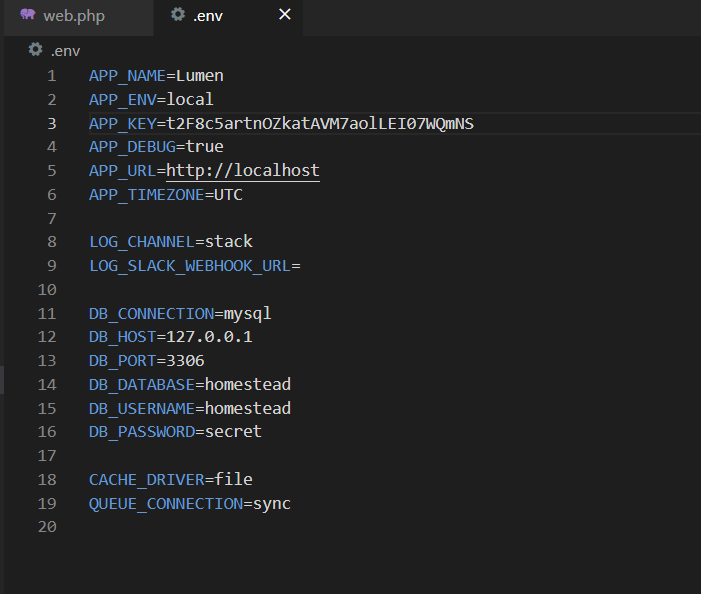 web.php .env
.env
1 APP_NAME=Lumen
2 APP_ENV=local
3 APP_KEY=t2F8c5artnOZkatAVM7aolLEI07WQmNS
4 APP_DEBUG=true
5 APP_URL=http://localhost
6 APP_TIMEZONE=UTC
7
8 LOG_CHANNEL=stack
9 LOG_SLACK_WEBHOOK_URL=
10
11 DB_CONNECTION=mysql
12 DB_HOST=127.0.0.1
13 DB_PORT=3306
14 DB_DATABASE=homestead
15 DB_USERNAME=homestead
16 DB_PASSWORD=secret
17
18 CACHE_DRIVER=file
19 QUEUE_CONNECTION=sync
20